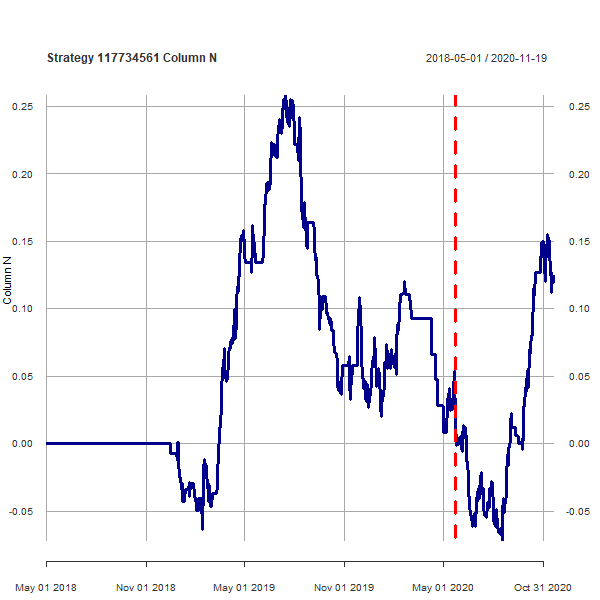 Strategy 117734561 Column N
2018-05-01 / 2020-11-19
0.25
0.25
0.20
0.20
0.15
0.15
Column N
0.10
0.10
0.05
0.05
0.00
0.00
-0.05
-0.05
May 01 2018
Nov 01 2018
May 01 2019
Nov 01 2019
May 01 2020
Oct 31 2020